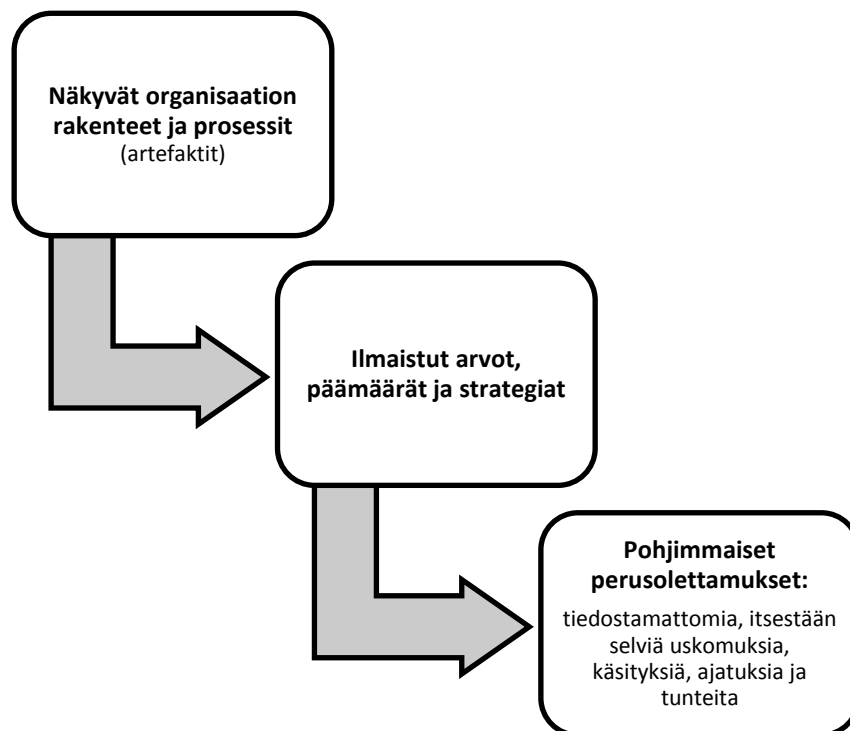 Näkyvät organisaation
rakenteet ja prosessit
(artefaktit)
Ilmaistut arvot,
päämäärät ja strategiat
Pohjimmaiset
perusolettamukset:
tiedostamattomia, itsestään
selviä uskomuksia,
käsityksiä, ajatuksia ja
tunteita